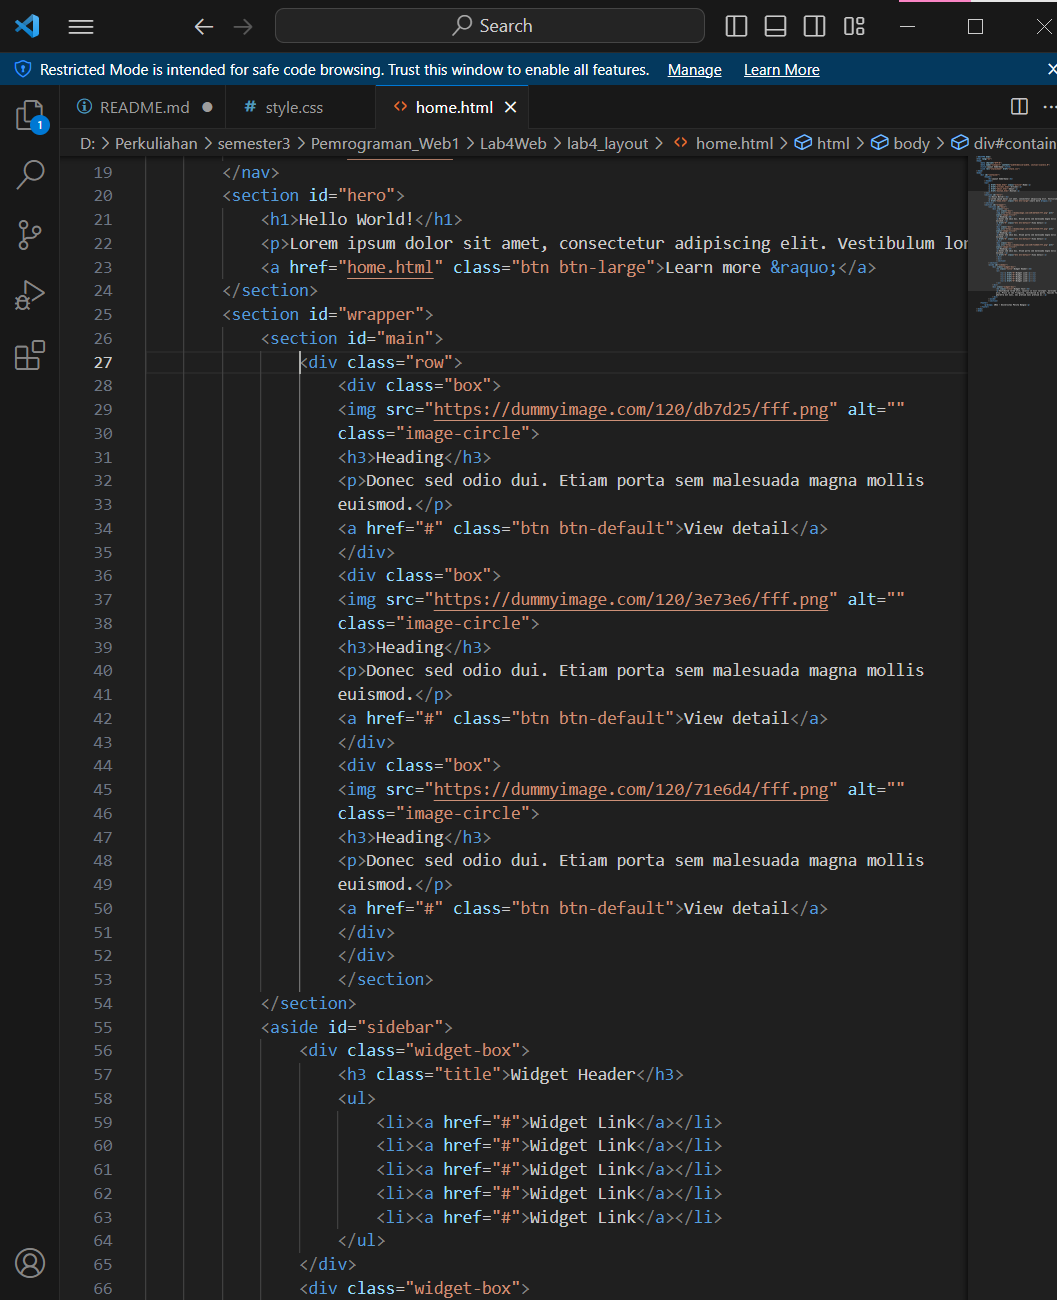 Search
Restricted Mode is intended for safe code browsing. Trust this window to enable all features. Manage Learn More
README.md style.css home.html
1
D: > Perkuliahan > semester3 > Pemrograman_Web1 > Lab4Web > lab4_layout > home.html > html > body > div#contain
19 </nav>
20 <section id="hero">
21 <h1>Hello World!</h1>
22 <p>Lorem ipsum dolor sit amet, consectetur adipiscing elit. Vestibulum lor
23 <a href="home.html" class="btn btn-large">Learn more &raquo;</a>
24 </section>
25 <section id="wrapper">
26 <section id="main">
27 <div class="row">
28 <div class="box">
29 <img src="https://dummyimage.com/120/db7d25/fff.png" alt=""
30 class="image-circle">
31 <h3>Heading</h3>
32 <p>Donec sed odio dui. Etiam porta sem malesuada magna mollis
33 euismod.</p>
34 <a href="#" class="btn btn-default">View detail</a>
35 </div>
36 <div class="box">
37 <img src="https://dummyimage.com/120/3e73e6/fff.png" alt=""
38 class="image-circle">
39 <h3>Heading</h3>
40 <p>Donec sed odio dui. Etiam porta sem malesuada magna mollis
41 euismod.</p>
42 <a href="#" class="btn btn-default">View detail</a>
43 </div>
44 <div class="box">
45 <img src="https://dummyimage.com/120/71e6d4/fff.png" alt=""
46 class="image-circle">
47 <h3>Heading</h3>
48 <p>Donec sed odio dui. Etiam porta sem malesuada magna mollis
49 euismod.</p>
50 <a href="#" class="btn btn-default">View detail</a>
51 </div>
52 </div>
53 </section>
54 </section>
55 <aside id="sidebar">
56 <div class="widget-box">
57 <h3 class="title">Widget Header</h3>
58 <ul>
59 <li><a href="#">Widget Link</a></li>
60 <li><a href="#">Widget Link</a></li>
61 <li><a href="#">Widget Link</a></li>
62 <li><a href="#">Widget Link</a></li>
63 <li><a href="#">Widget Link</a></li>
64 </ul>
65 </div>
66 <div class="widget-box">